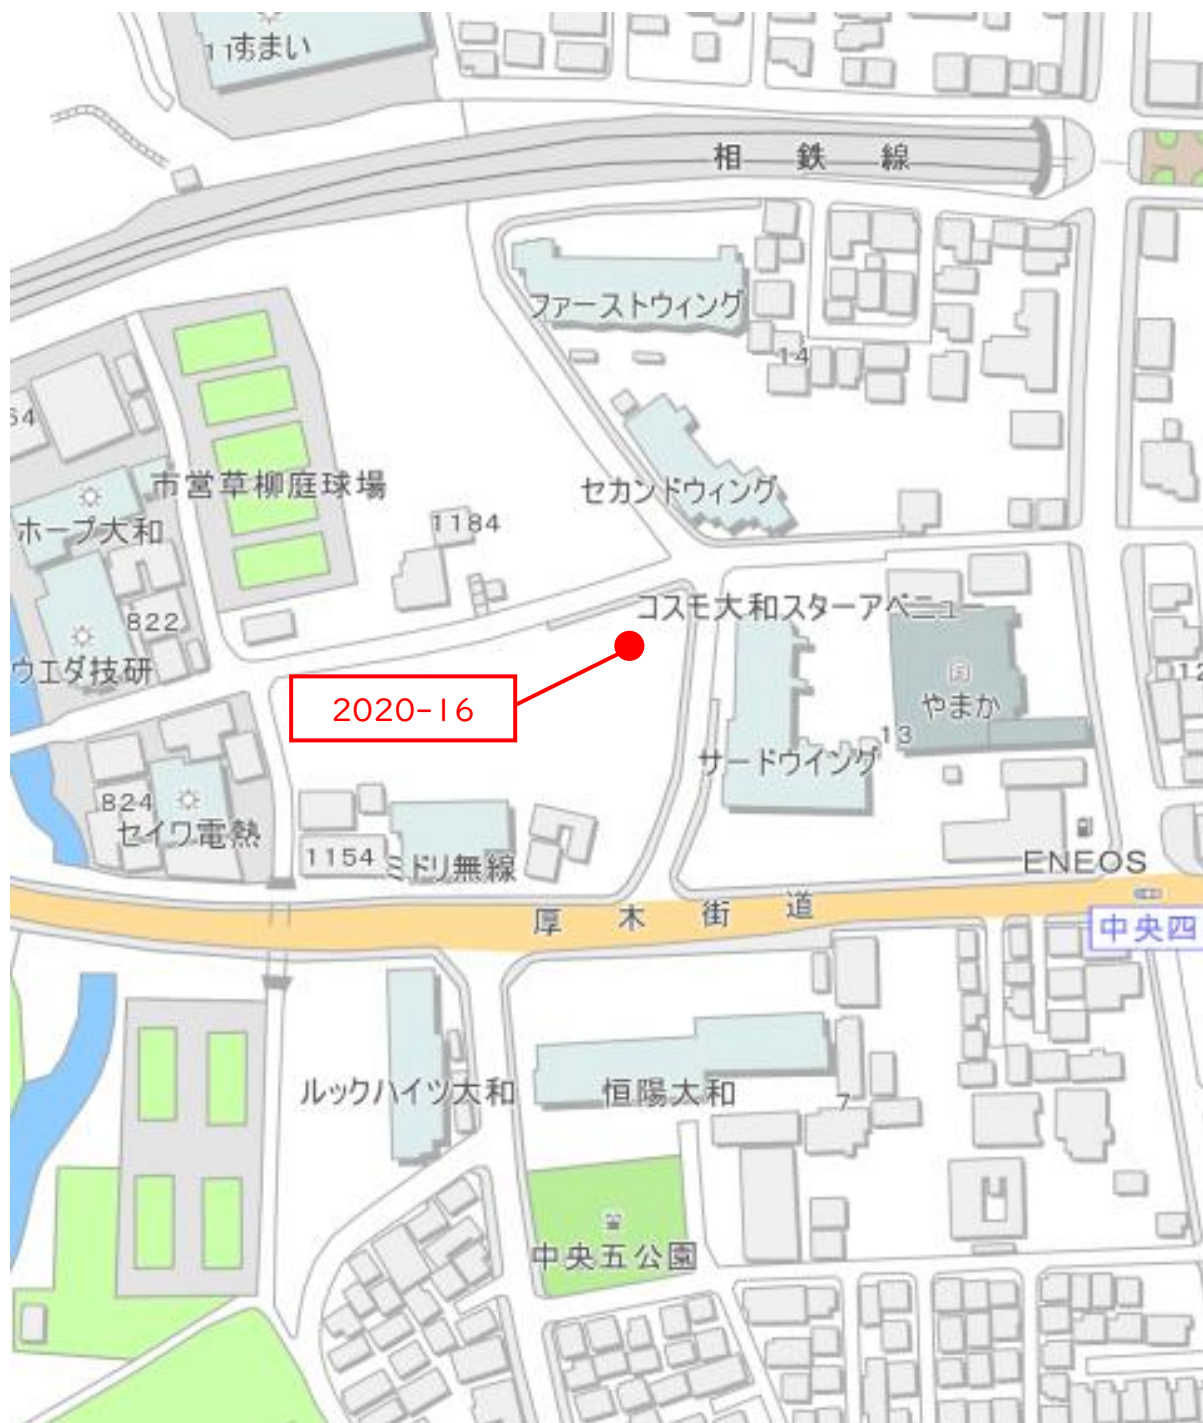 すまい
相鉄線
ファーストウィング
14
市営草柳庭球場
セカンドウィング
1184
ホープ大和
コスモ大和スターアベニュー
822
ウエダ技研
2020-16
やまか
13
サードウイング
824
セイワ電熱
1154
ミドリ無線
ENEOS
厚木街道
中央四
ルックハイツ大和
恒陽大和
7
中央五公園